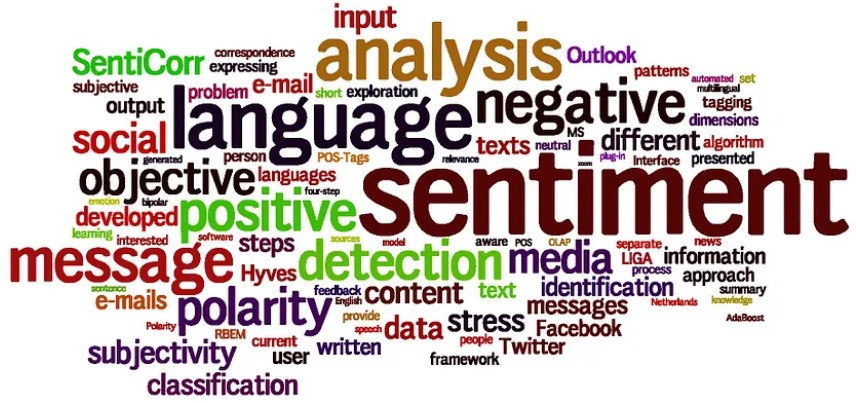 input
SentiCorr correspondence analysis Outlook
subjective expressing patterns automated set
problem e-mail short exploration multilingual
output language negative tagging
MS dimensions
social texts neutral different algorithm
generated person POS-Tags relevance zoom plug-in Interface presented
objective languages sentiment
emotion bipolar four-step
developed positive
learning interested software steps sources model aware POS OLAP separate news
message Hyves detection media LiGA information
process approach
sentence feedback content text identification summary
e-mails polarity English messages Netherlands knowledge
provide AdaBoost
Polarity RBEM speech data stress Facebook
subjectivity current written people Twitter
user framework
classification